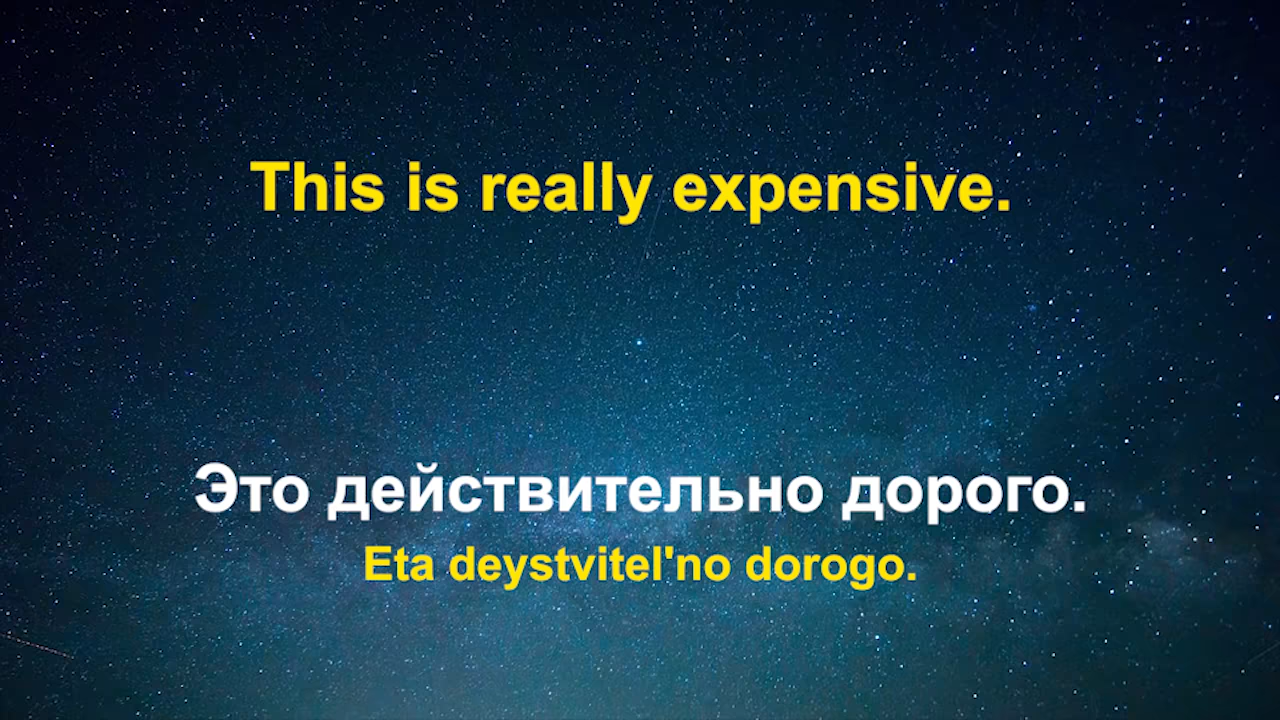 This is really expensive.
Это действительно дорого.
Eta deystvitel'no dorogo.